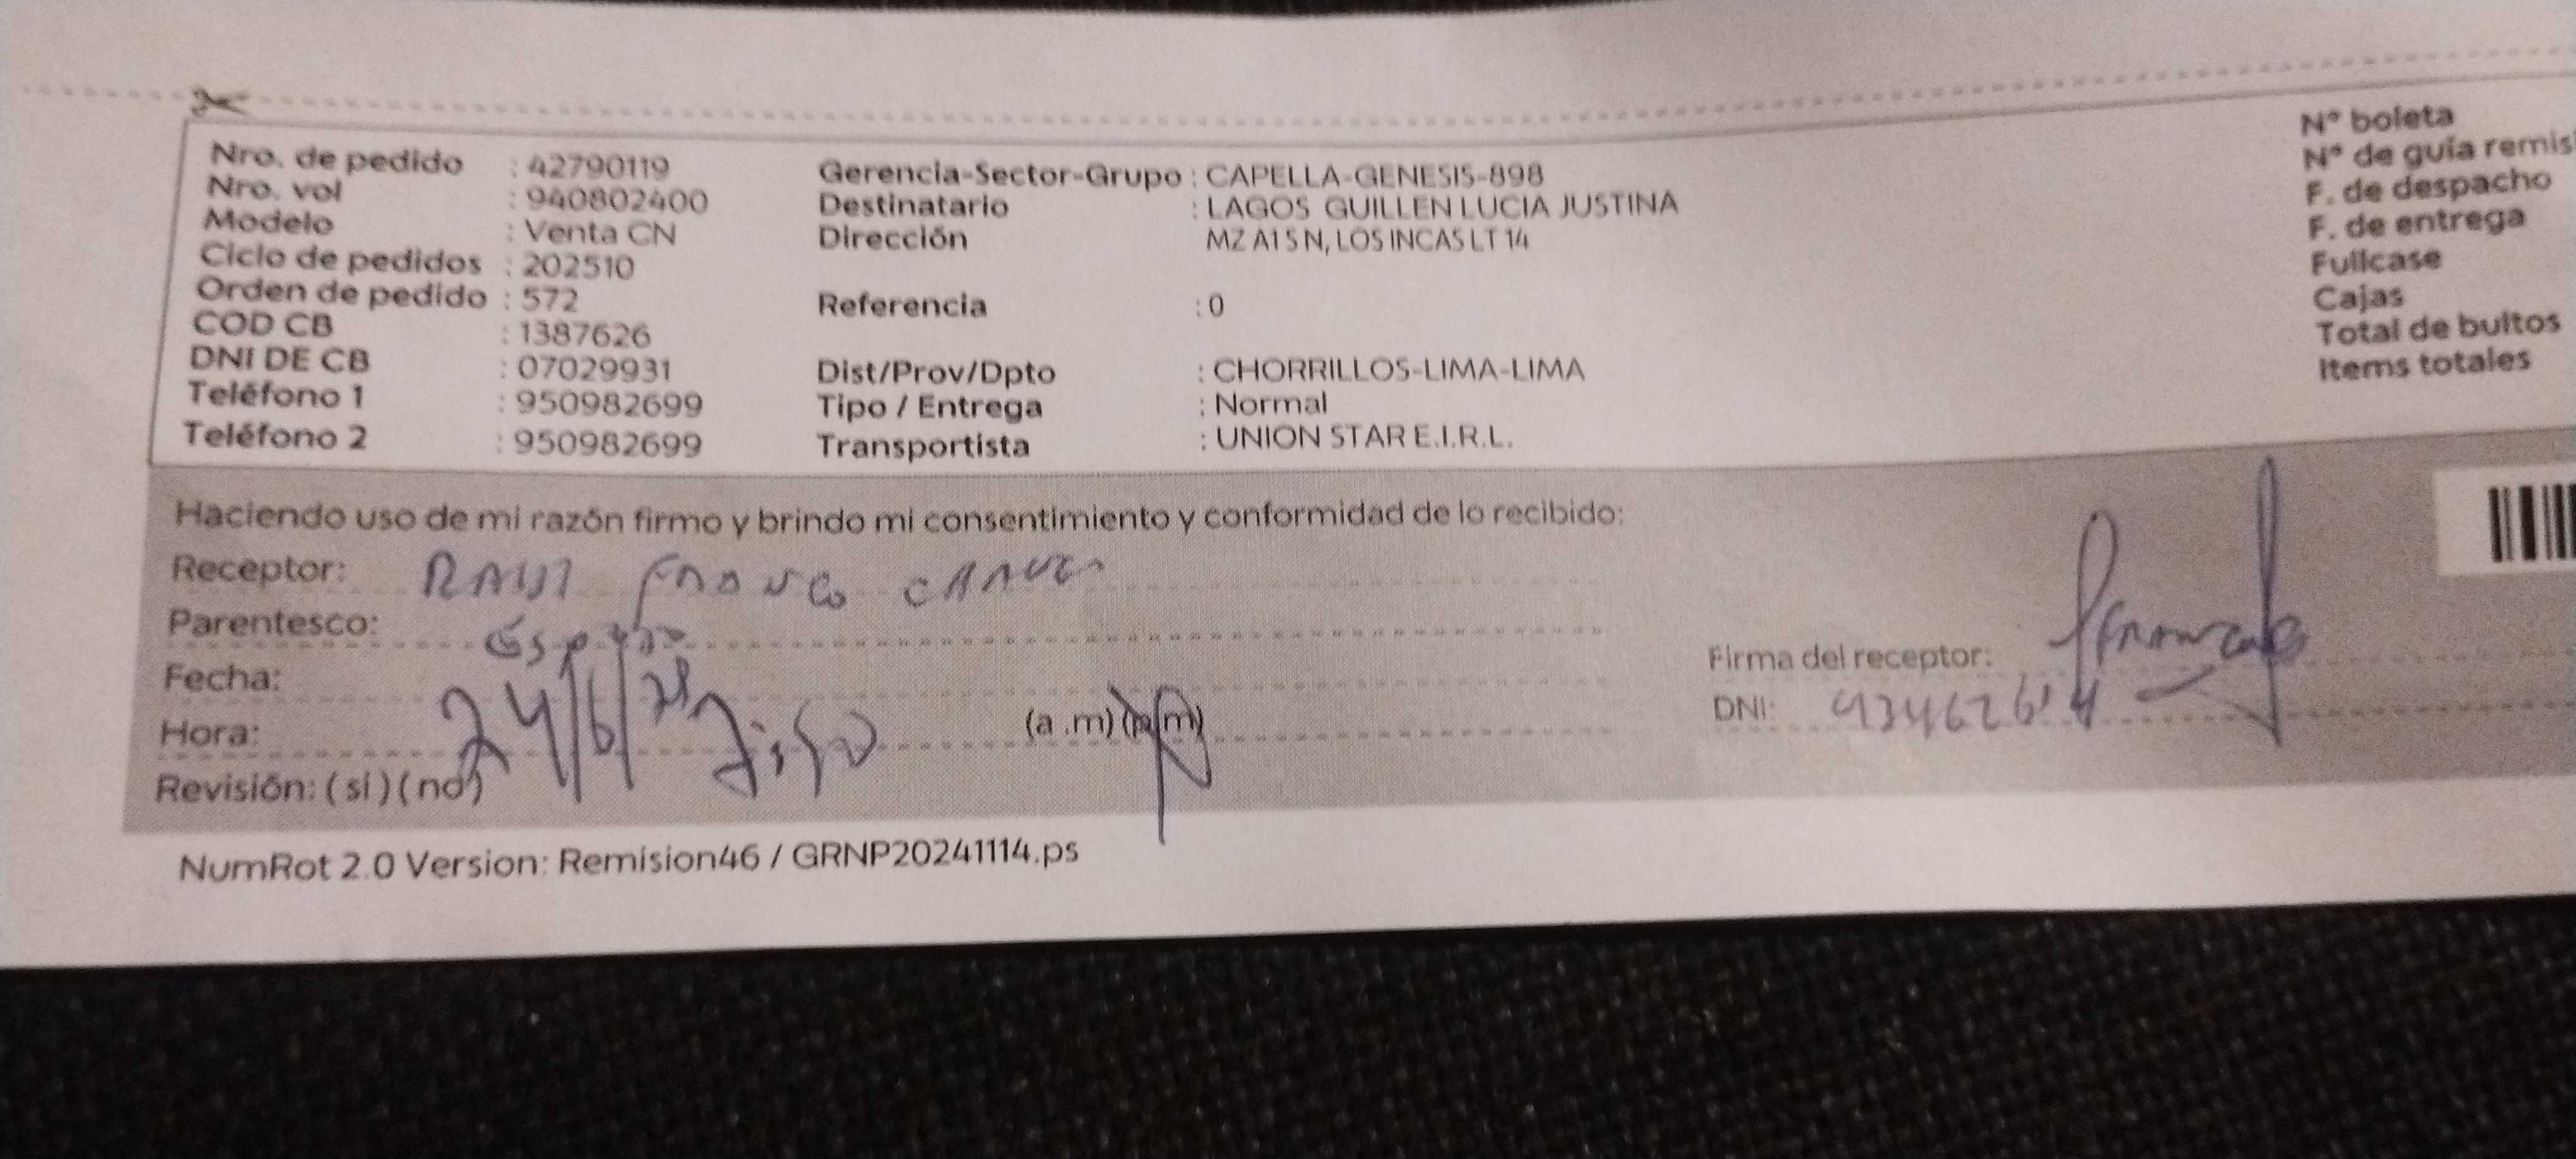 Nro. de pedido : 42790119
Nro. vol : 940802400
Modelo : Venta CN
Ciclo de pedidos : 202510
Orden de pedido : 572
COD CB : 1387626
DNI DE CB : 07029931
Teléfono 1 : 950982699
Teléfono 2 : 950982699
Gerencia-Sector-Grupo : CAPELLA-GENESIS-898
Destinatario : LAGOS GUILLEN LUCIA JUSTINA
Dirección MZ A1 S N, LOS INCAS LT 14
Referencia : 0
Dist/Prov/Dpto : CHORRILLOS-LIMA-LIMA
Tipo / Entrega : Normal
Transportista : UNION STAR E.I.R.L.
N° boleta
N° de guía remis
F. de despacho
F. de entrega
Fullcase
Cajas
Total de bultos
Items totales
Haciendo uso de mi razón firmo y brindo mi consentimiento y conformidad de lo recibido:
Receptor: FRANCO
Parentesco: Esposo
Fecha: 24/6/25
Hora: (a .m) (p.m)
Revisión: ( si ) ( no )
Firma del receptor:
DNI:
NumRot 2.0 Version: Remision46 / GRNP20241114.ps